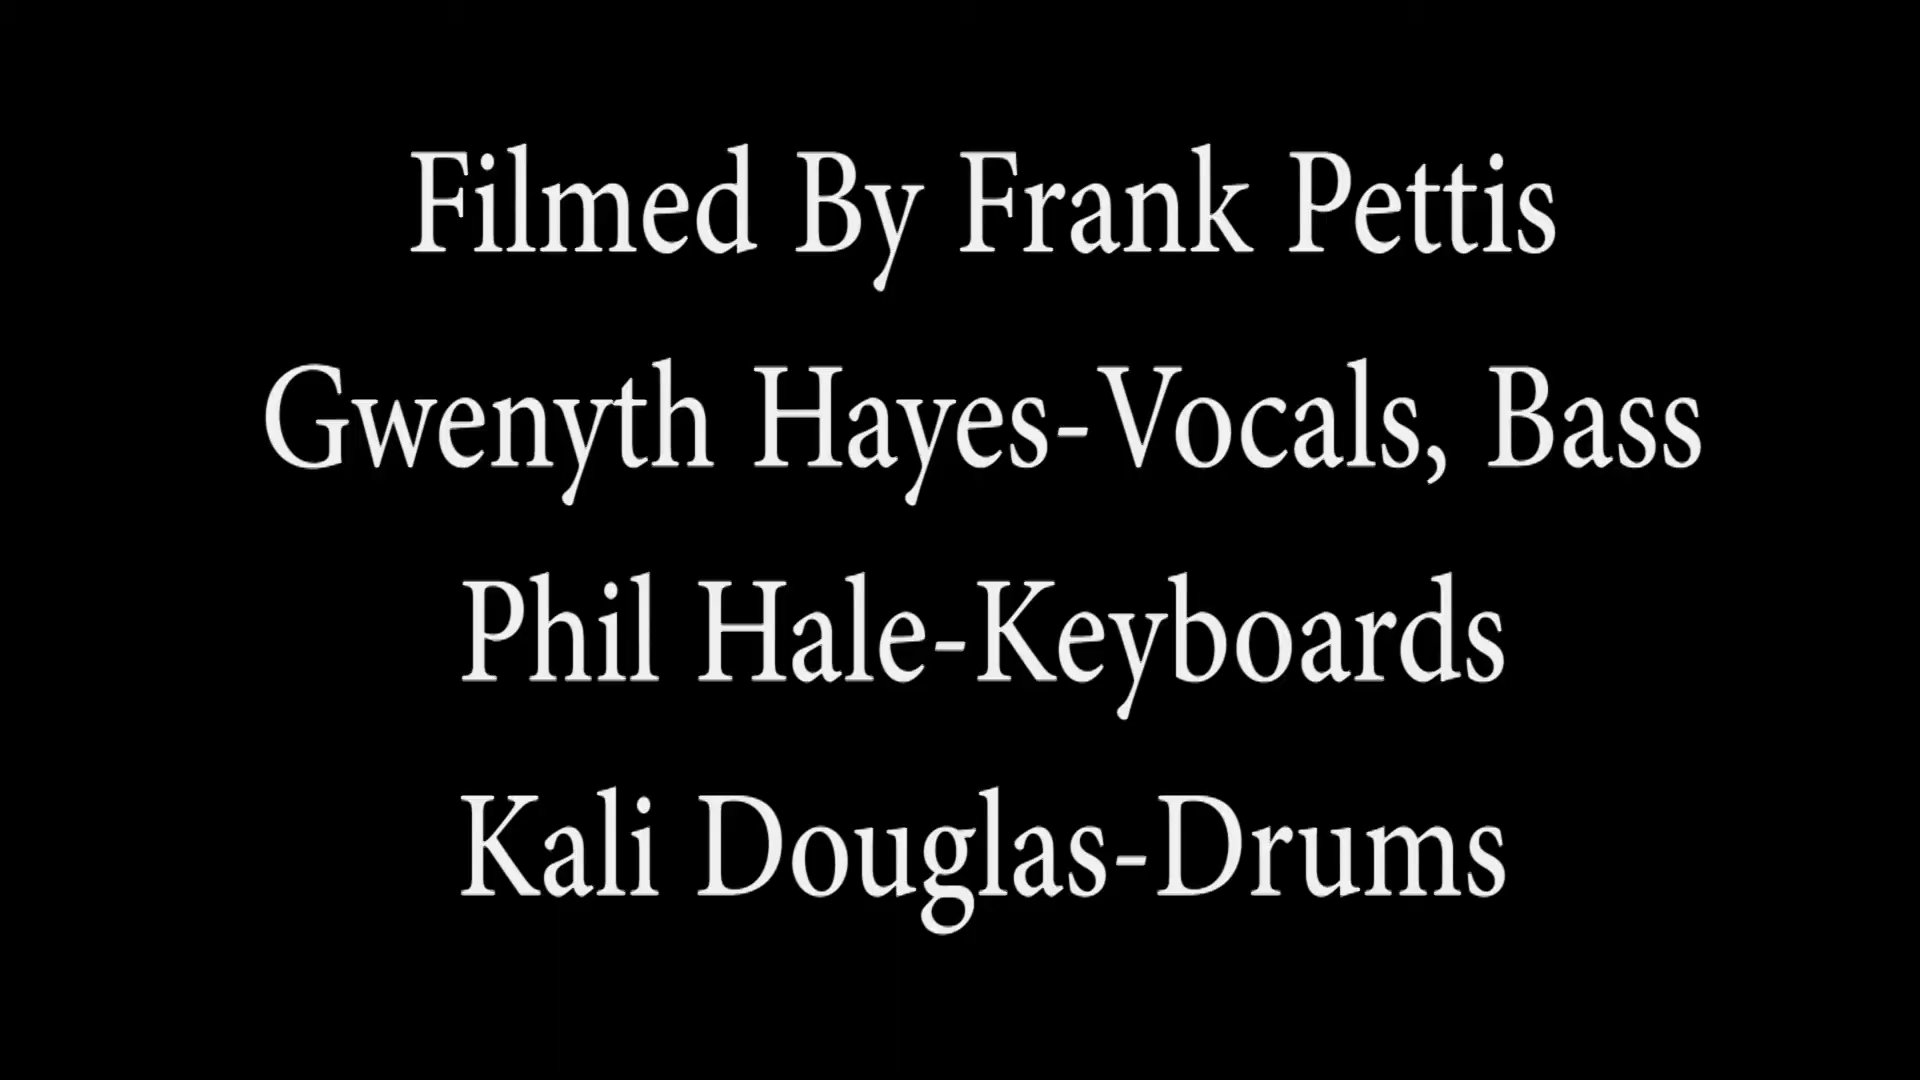 Filmed By Frank Pettis
Gwenyth Hayes-Vocals, Bass
Phil Hale-Keyboards
Kali Douglas-Drums